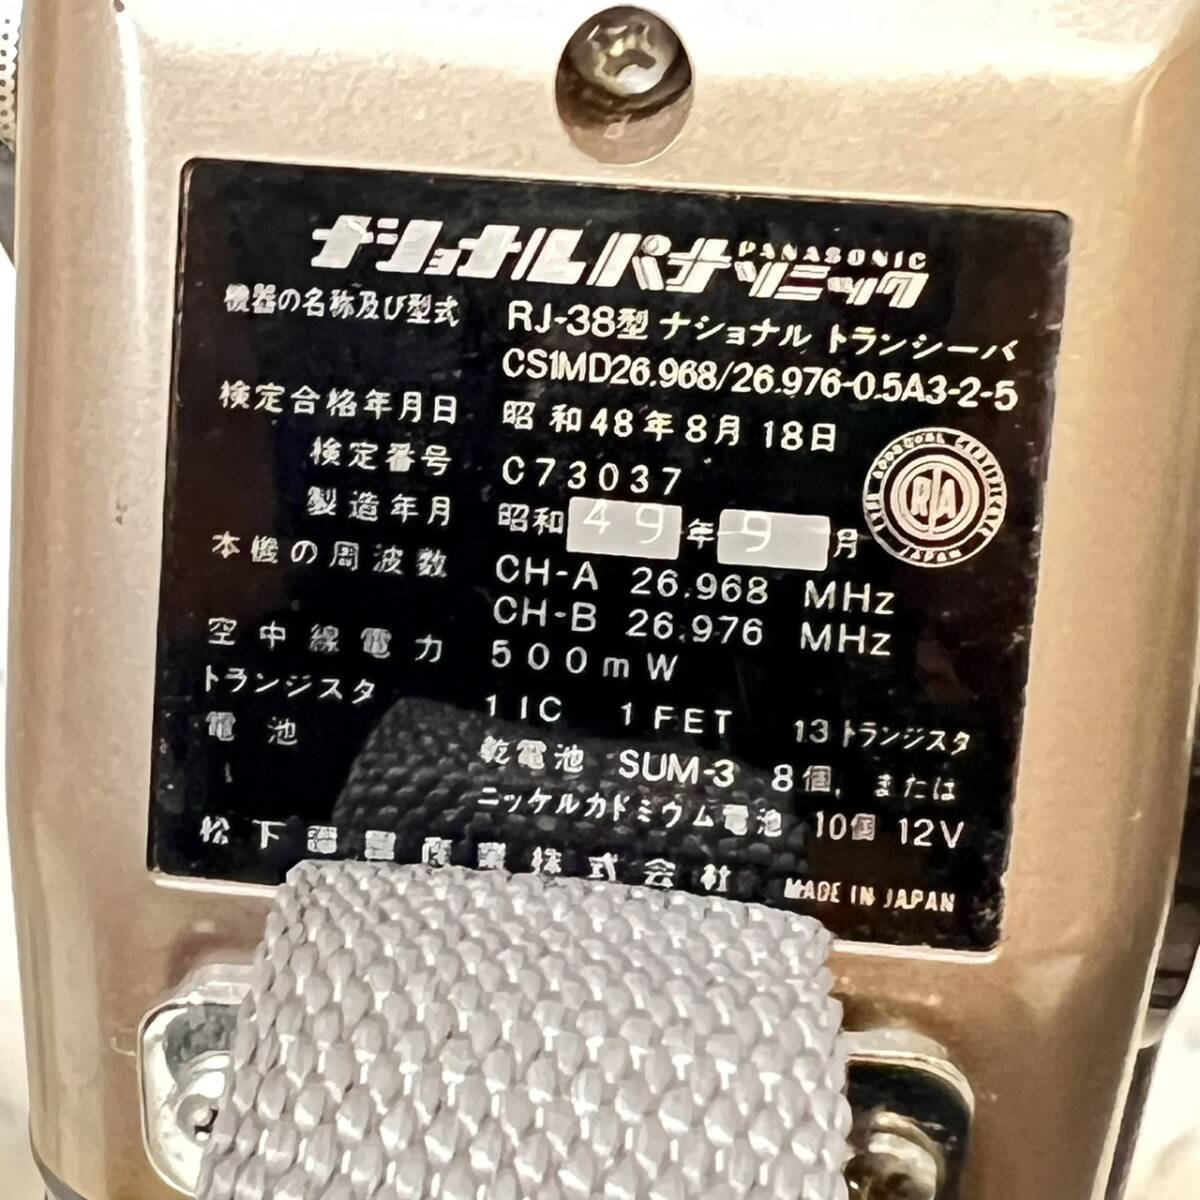 ナショナルパナソニック PANASONIC
機器の名称及び型式 RJ-38型 ナショナル トランシーバ
CS1MD26.968/26.976-0.5A3-2-5
検定合格年月日 昭和48年8月18日
検定番号 C73037
製造年月 昭和49年9月
本機の周波数 CH-A 26.968 MHz
CH-B 26.976 MHz
空中線電力 500mW
トランジスタ 1IC 1FET 13トランジスタ
電池 乾電池 SUM-3 8個, または
ニッケルカドミウム電池 10個 12V
松下電器産業株式会社 MADE IN JAPAN
RJA
JAPAN